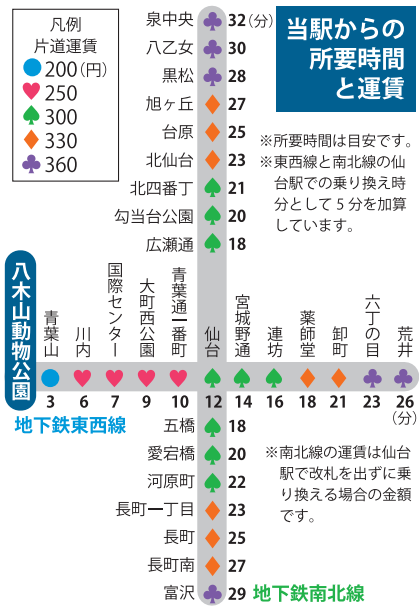 凡例
片道運賃
200(円)
250
300
330
360
当駅からの
所要時間
と運賃
※所要時間は目安です。
※東西線と南北線の仙
台駅での乗り換え時
分として5分を加算
しています。
泉中央 32(分)
八乙女 30
黒松 28
旭ヶ丘 27
台原 25
北仙台 23
北四番丁 21
勾当台公園 20
広瀬通 18
八木山動物公園
青葉山 3
川内 6
国際センター 7
大町西公園 9
青葉通一番町 10
仙台 12
宮城野通 14
連坊 16
薬師堂 18
卸町 21
六丁の目 23
荒井 26
(分)
地下鉄東西線
五橋 18
愛宕橋 20
河原町 22
長町一丁目 23
長町 25
長町南 27
富沢 29
地下鉄南北線
※南北線の運賃は仙台
駅で改札を出ずに乗
り換える場合の金額
です。